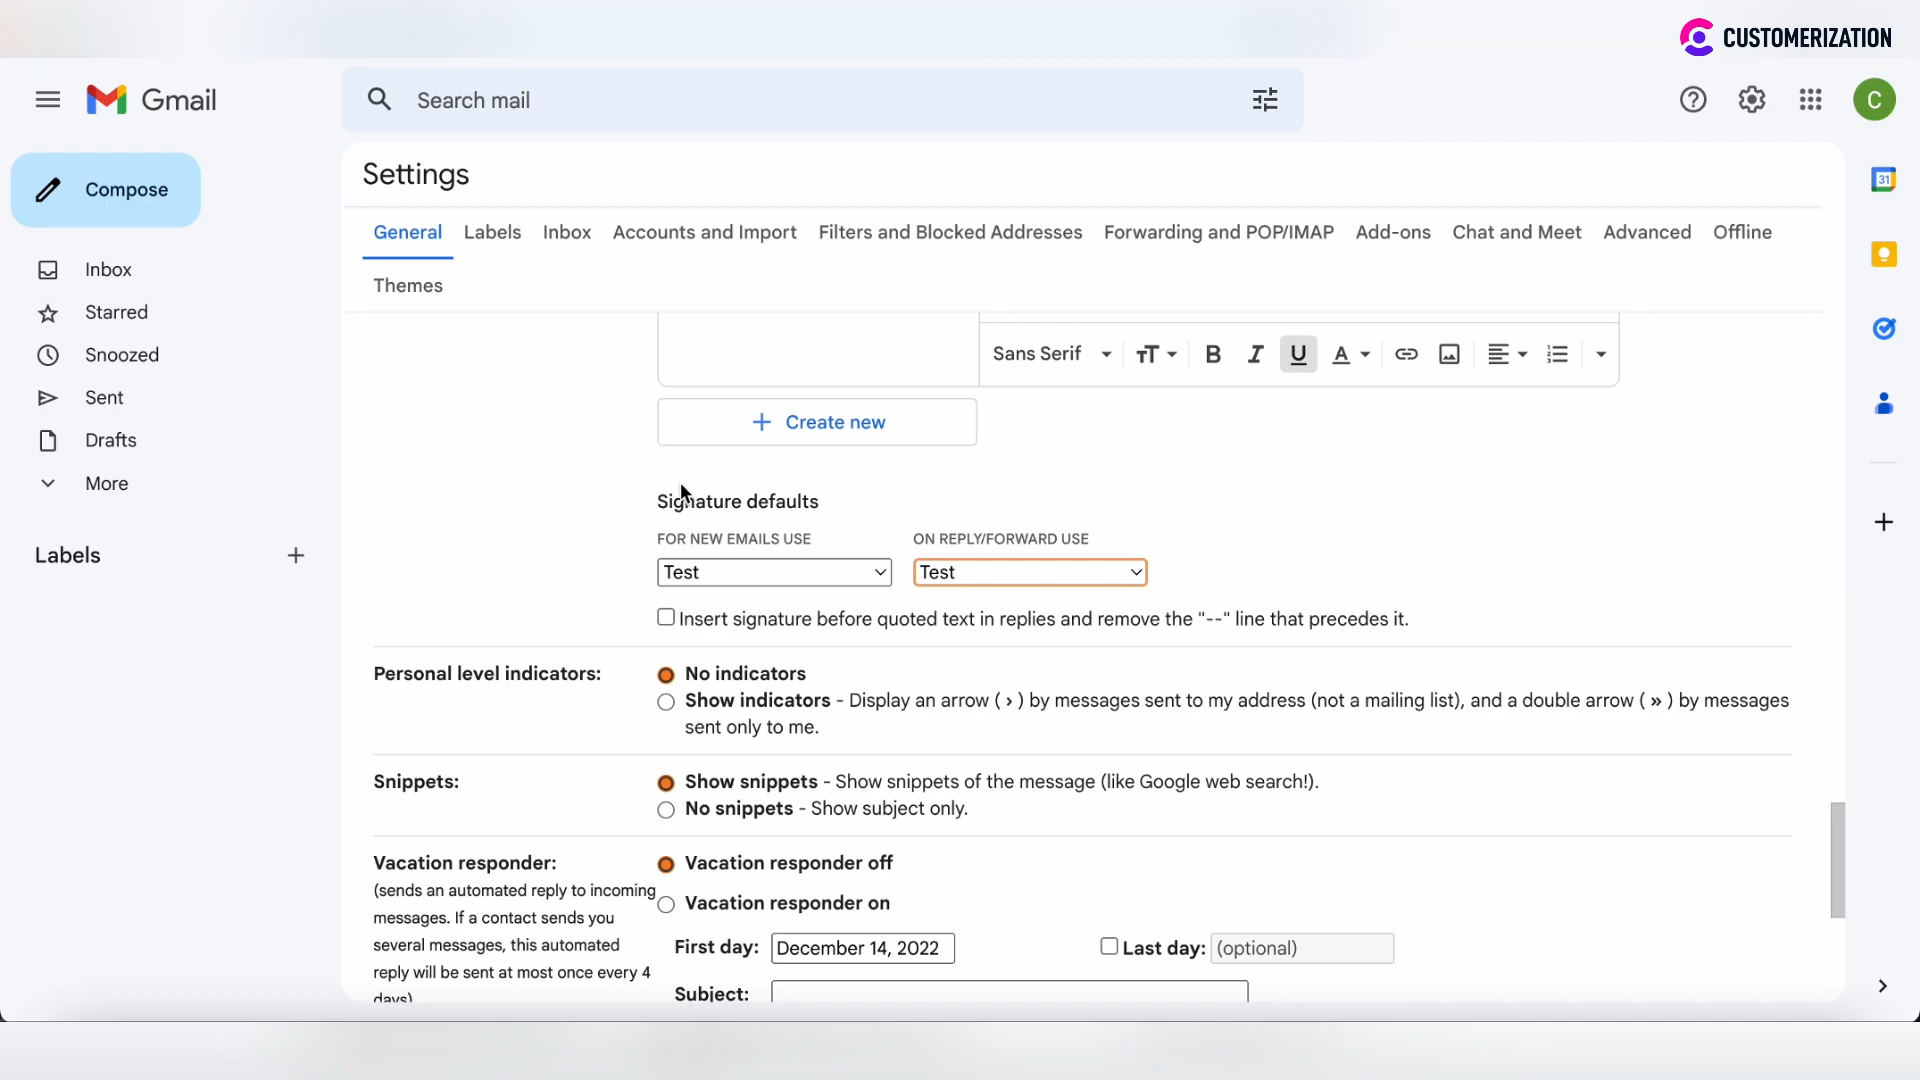 CUSTOMERIZATION
Gmail
Search mail
C
Compose
Settings
31
General Labels Inbox Accounts and Import Filters and Blocked Addresses Forwarding and POP/IMAP Add-ons Chat and Meet Advanced Offline
Themes
Inbox
Starred
Snoozed
Sent
Drafts
More
Labels
Sans Serif
Create new
Signature defaults
FOR NEW EMAILS USE
ON REPLY/FORWARD USE
Test
Test
Insert signature before quoted text in replies and remove the "--" line that precedes it.
Personal level indicators:
No indicators
Show indicators - Display an arrow ( › ) by messages sent to my address (not a mailing list), and a double arrow ( » ) by messages
sent only to me.
Snippets:
Show snippets - Show snippets of the message (like Google web search!).
No snippets - Show subject only.
Vacation responder:
(sends an automated reply to incoming
messages. If a contact sends you
several messages, this automated
reply will be sent at most once every 4
days)
Vacation responder off
Vacation responder on
First day: December 14, 2022
Last day: (optional)
Subject: